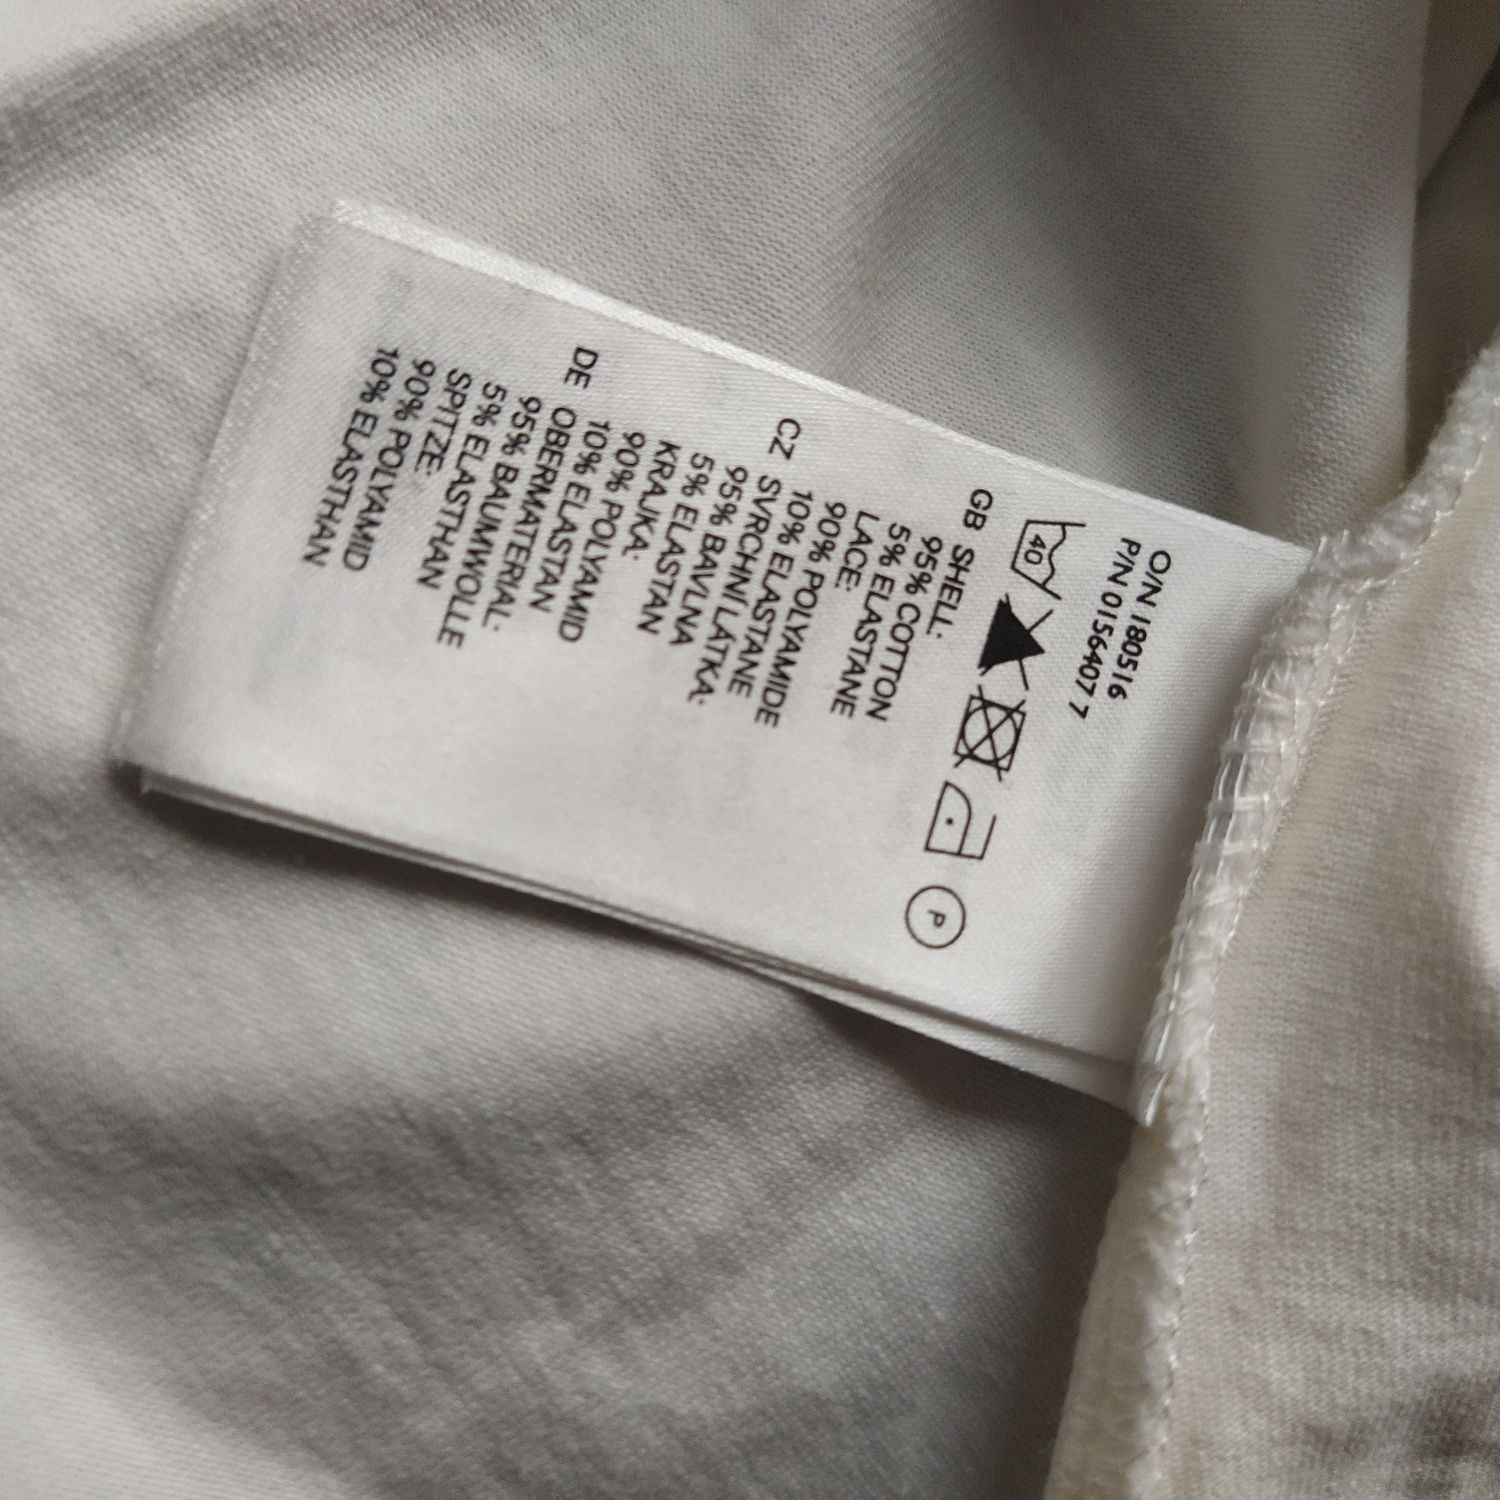 O/N 180516
P/N 0156407 7
40
P
GB SHELL:
95% COTTON
5% ELASTANE
LACE:
90% POLYAMIDE
10% ELASTANE
CZ SVRCHNÍ LÁTKA:
95% BAVLNA
5% ELASTAN
KRAJKA:
90% POLYAMID
10% ELASTAN
DE OBERMATERIAL:
95% BAUMWOLLE
5% ELASTHAN
SPITZE:
90% POLYAMID
10% ELASTHAN